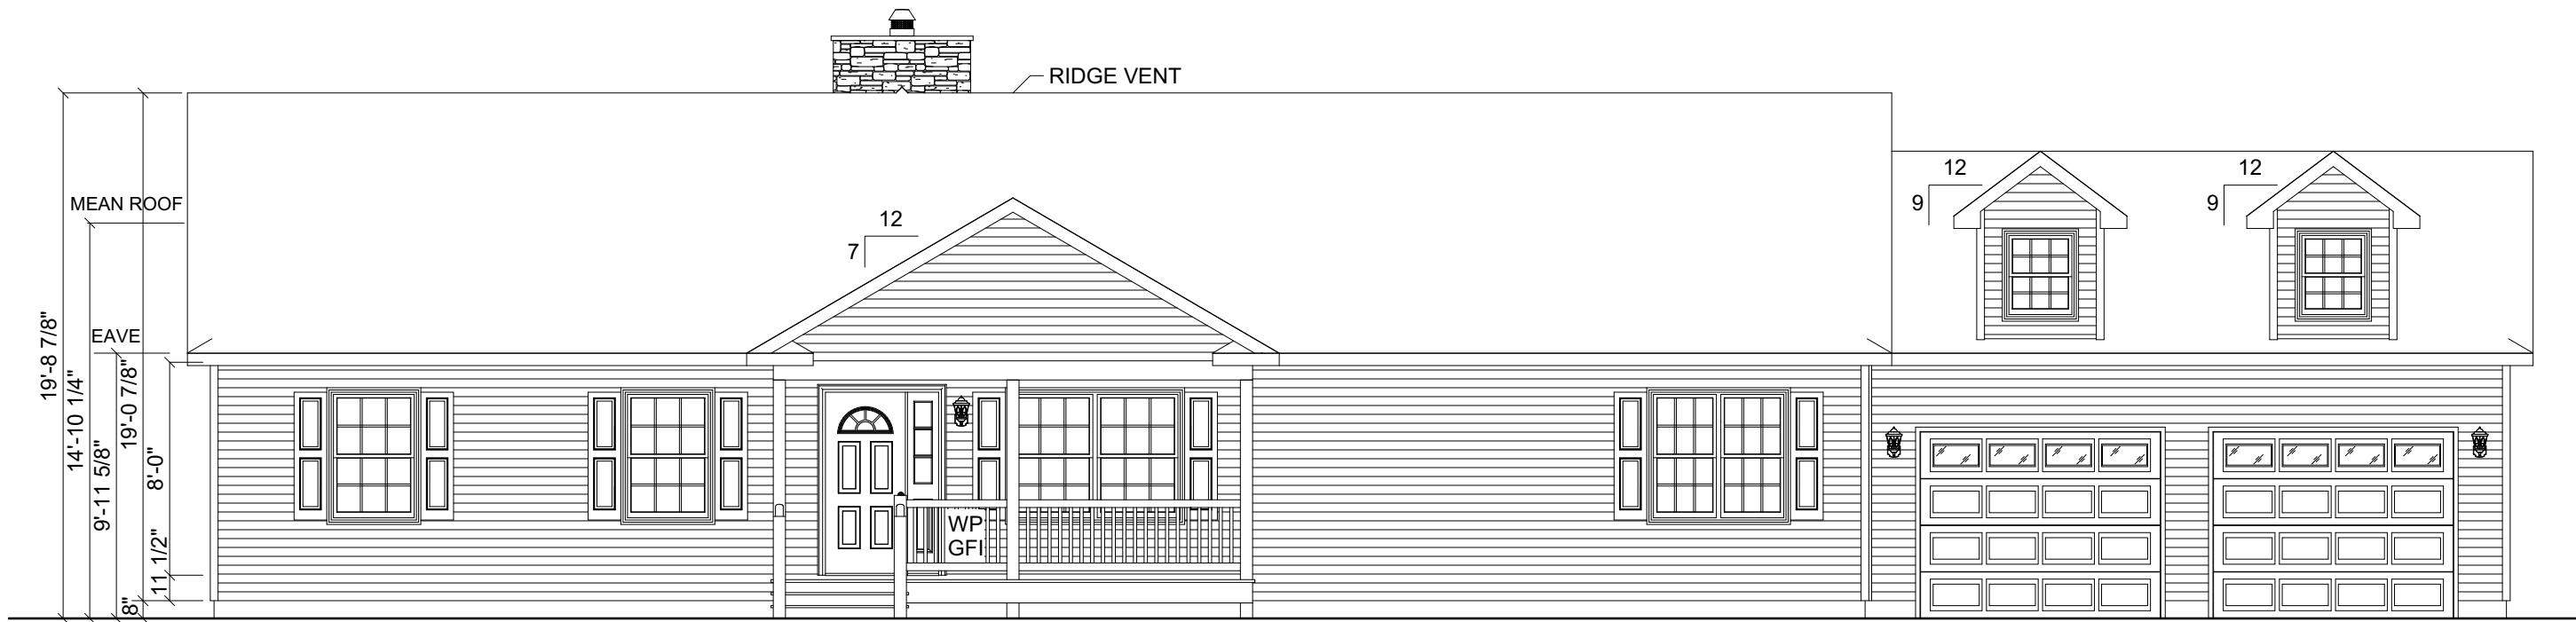 RIDGE VENT
MEAN ROOF
EAVE
12
7
12
9
12
9
19'-8 7/8"
14'-10 1/4"
9'-11 5/8"
19'-0 7/8"
8"
8'-0"
11 1/2"
WP
GFI